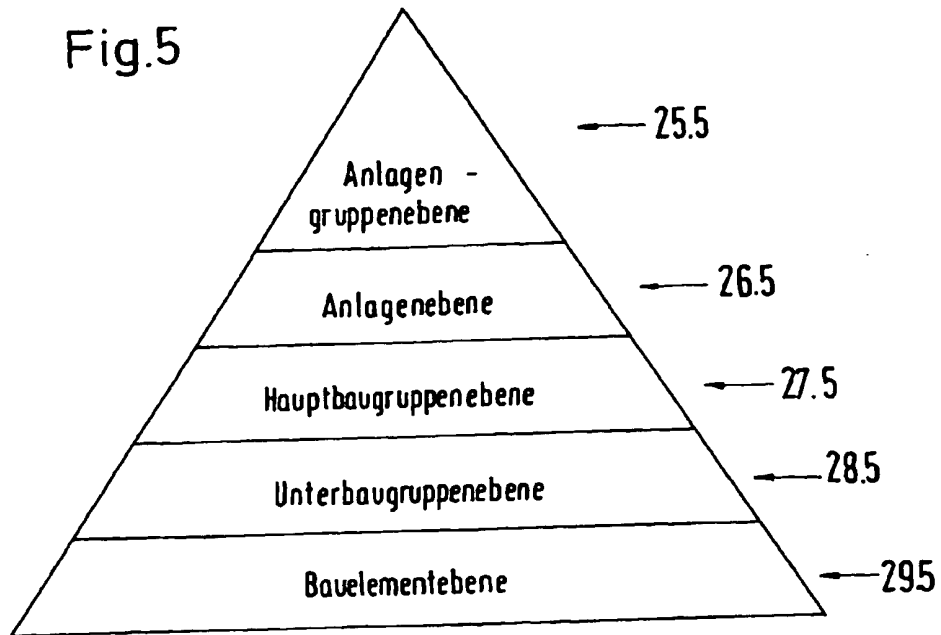 Fig.5
25.5
Anlagen -
gruppenebene
26.5
Anlagenebene
27.5
Hauptbaugruppenebene
28.5
Unterbaugruppenebene
29.5
Bauelementebene